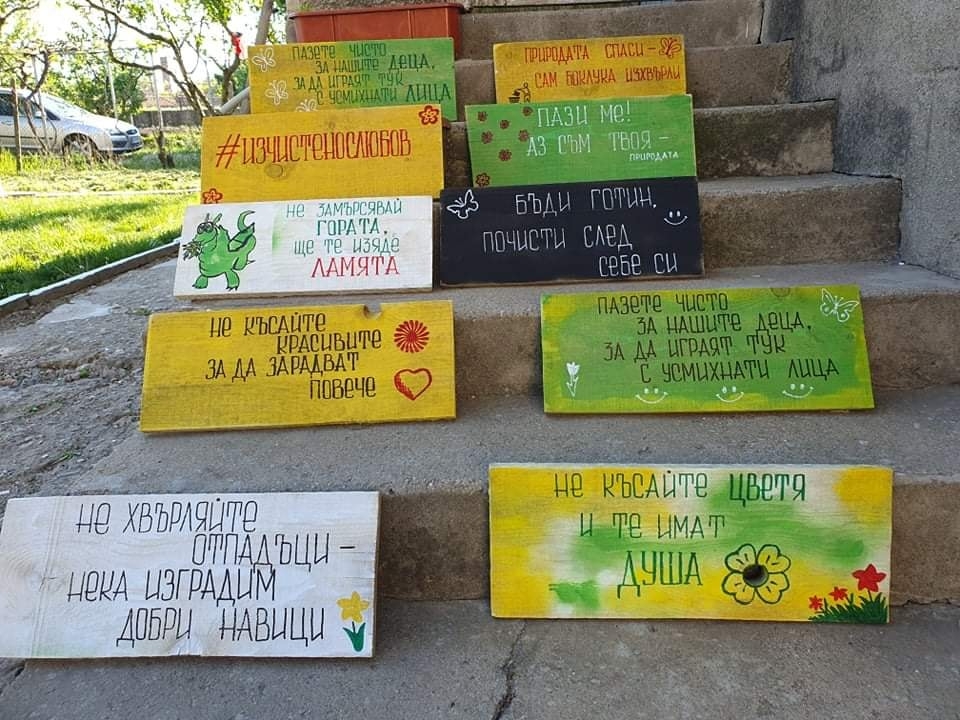 ПАЗЕТЕ ЧИСТО
ЗА НАШИТЕ ДЕЦА,
ЗА ДА ИГРАЯТ ТУК
С УСМИХНАТИ ЛИЦА
ПРИРОДАТА СПАСИ -
САМ БОКЛУКА ИЗХВЪРЛИ
#ИЗЧИСТЕНОСЛЮБОВ
ПАЗИ МЕ!
АЗ СЪМ ТВОЯ -
ПРИРОДАТА
НЕ ЗАМЪРСЯВАЙ
ГОРАТА,
ЩЕ ТЕ ИЗЯДЕ
ЛАМЯТА
БЪДИ ГОТИН,
ПОЧИСТИ СЛЕД
СЕБЕ СИ
НЕ КЪСАЙТЕ
КРАСИВИТЕ
ЗА ДА ЗАРАДВАТ
ПОВЕЧЕ
ПАЗЕТЕ ЧИСТО
ЗА НАШИТЕ ДЕЦА,
ЗА ДА ИГРАЯТ ТУК
С УСМИХНАТИ ЛИЦА
НЕ ХВЪРЛЯЙТЕ
ОТПАДЪЦИ -
НЕКА ИЗГРАДИМ
ДОБРИ НАВИЦИ
НЕ КЪСАЙТЕ ЦВЕТЯ
И ТЕ ИМАТ
ДУША